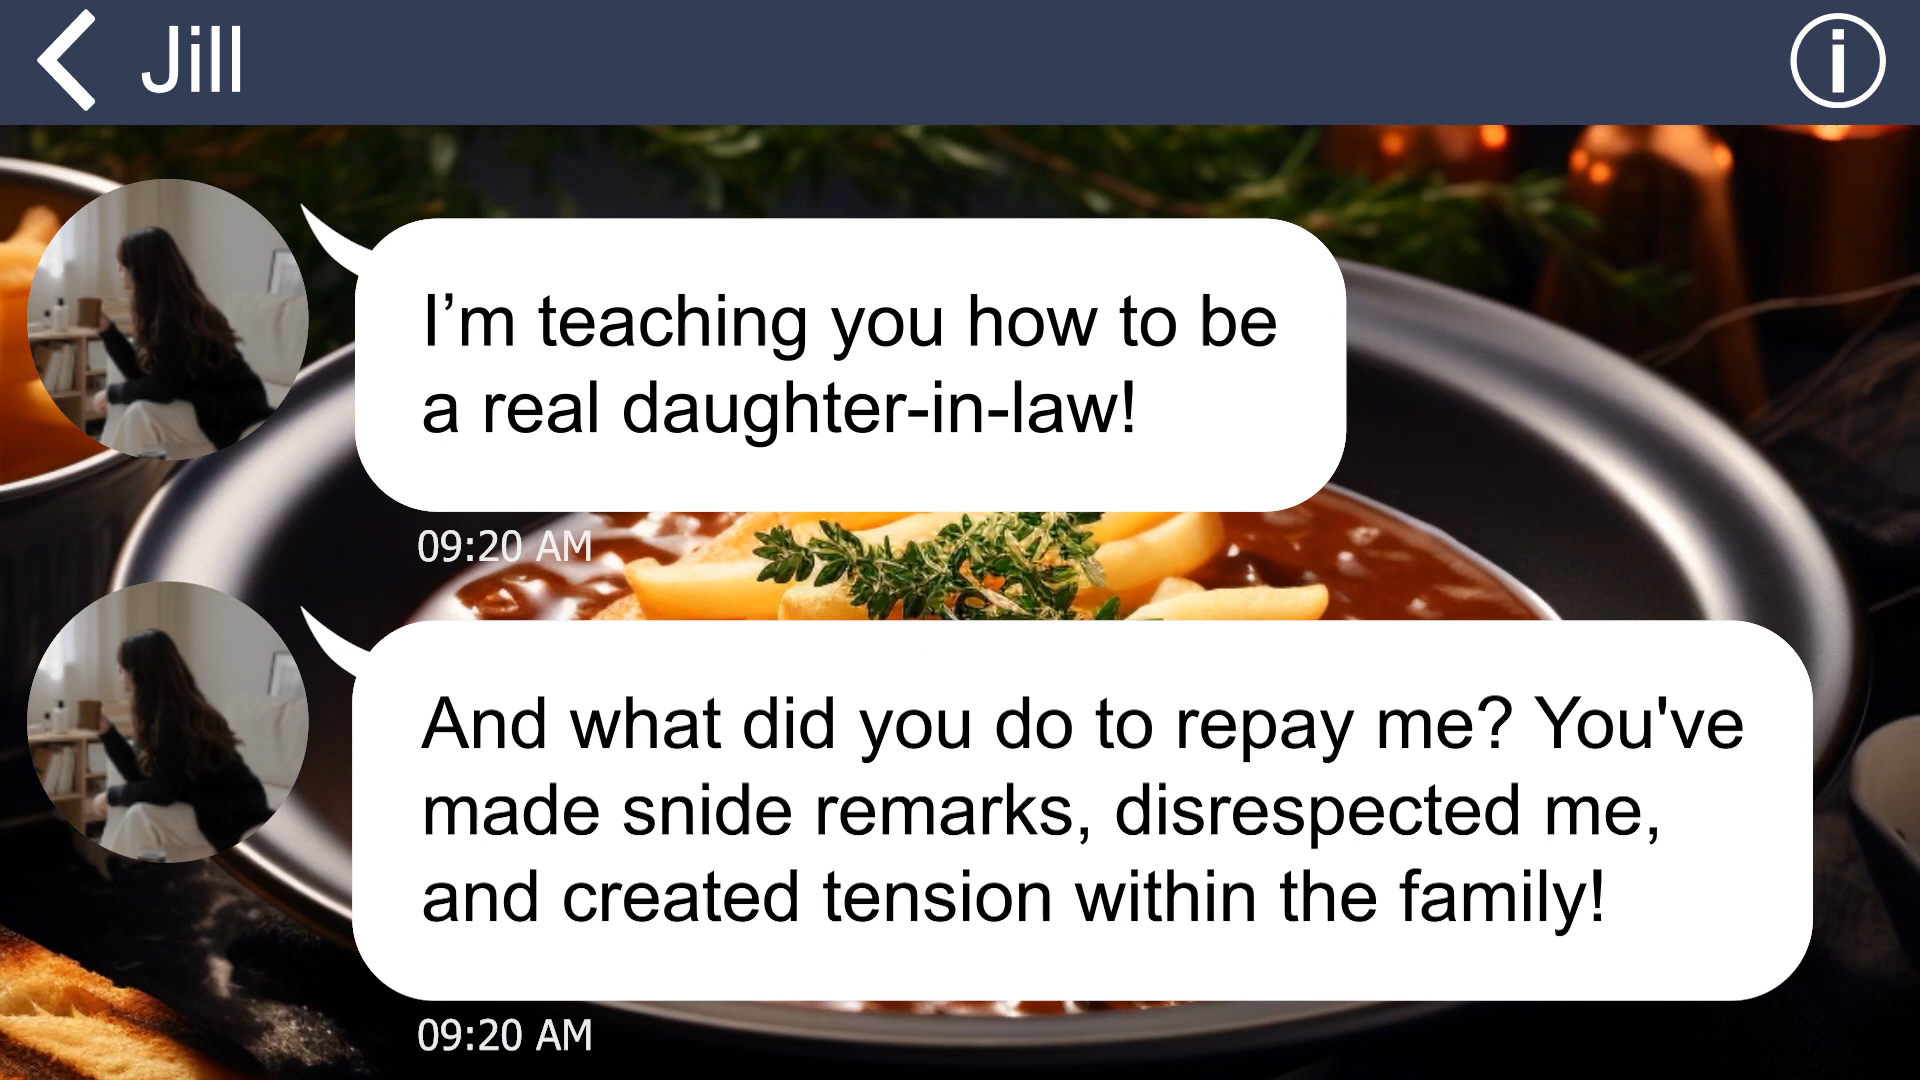 Jill
I’m teaching you how to be
a real daughter-in-law!
09:20 AM
And what did you do to repay me? You've
made snide remarks, disrespected me,
and created tension within the family!
09:20 AM